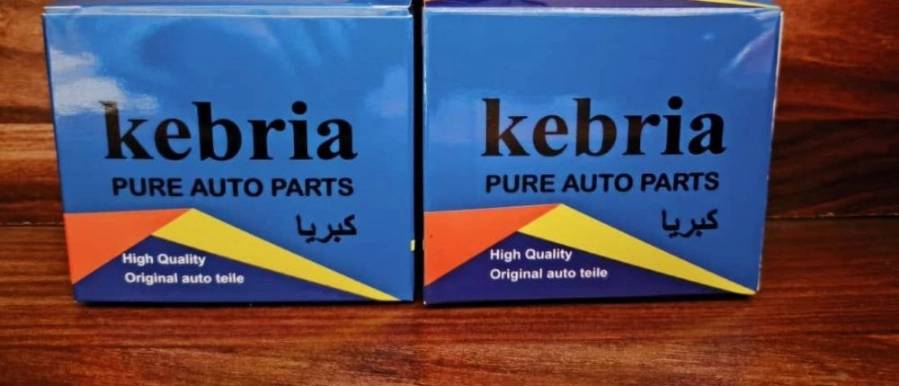 kebria
PURE AUTO PARTS
كبريا
High Quality
Original auto teile
kebria
PURE AUTO PARTS
كبريا
High Quality
Original auto teile